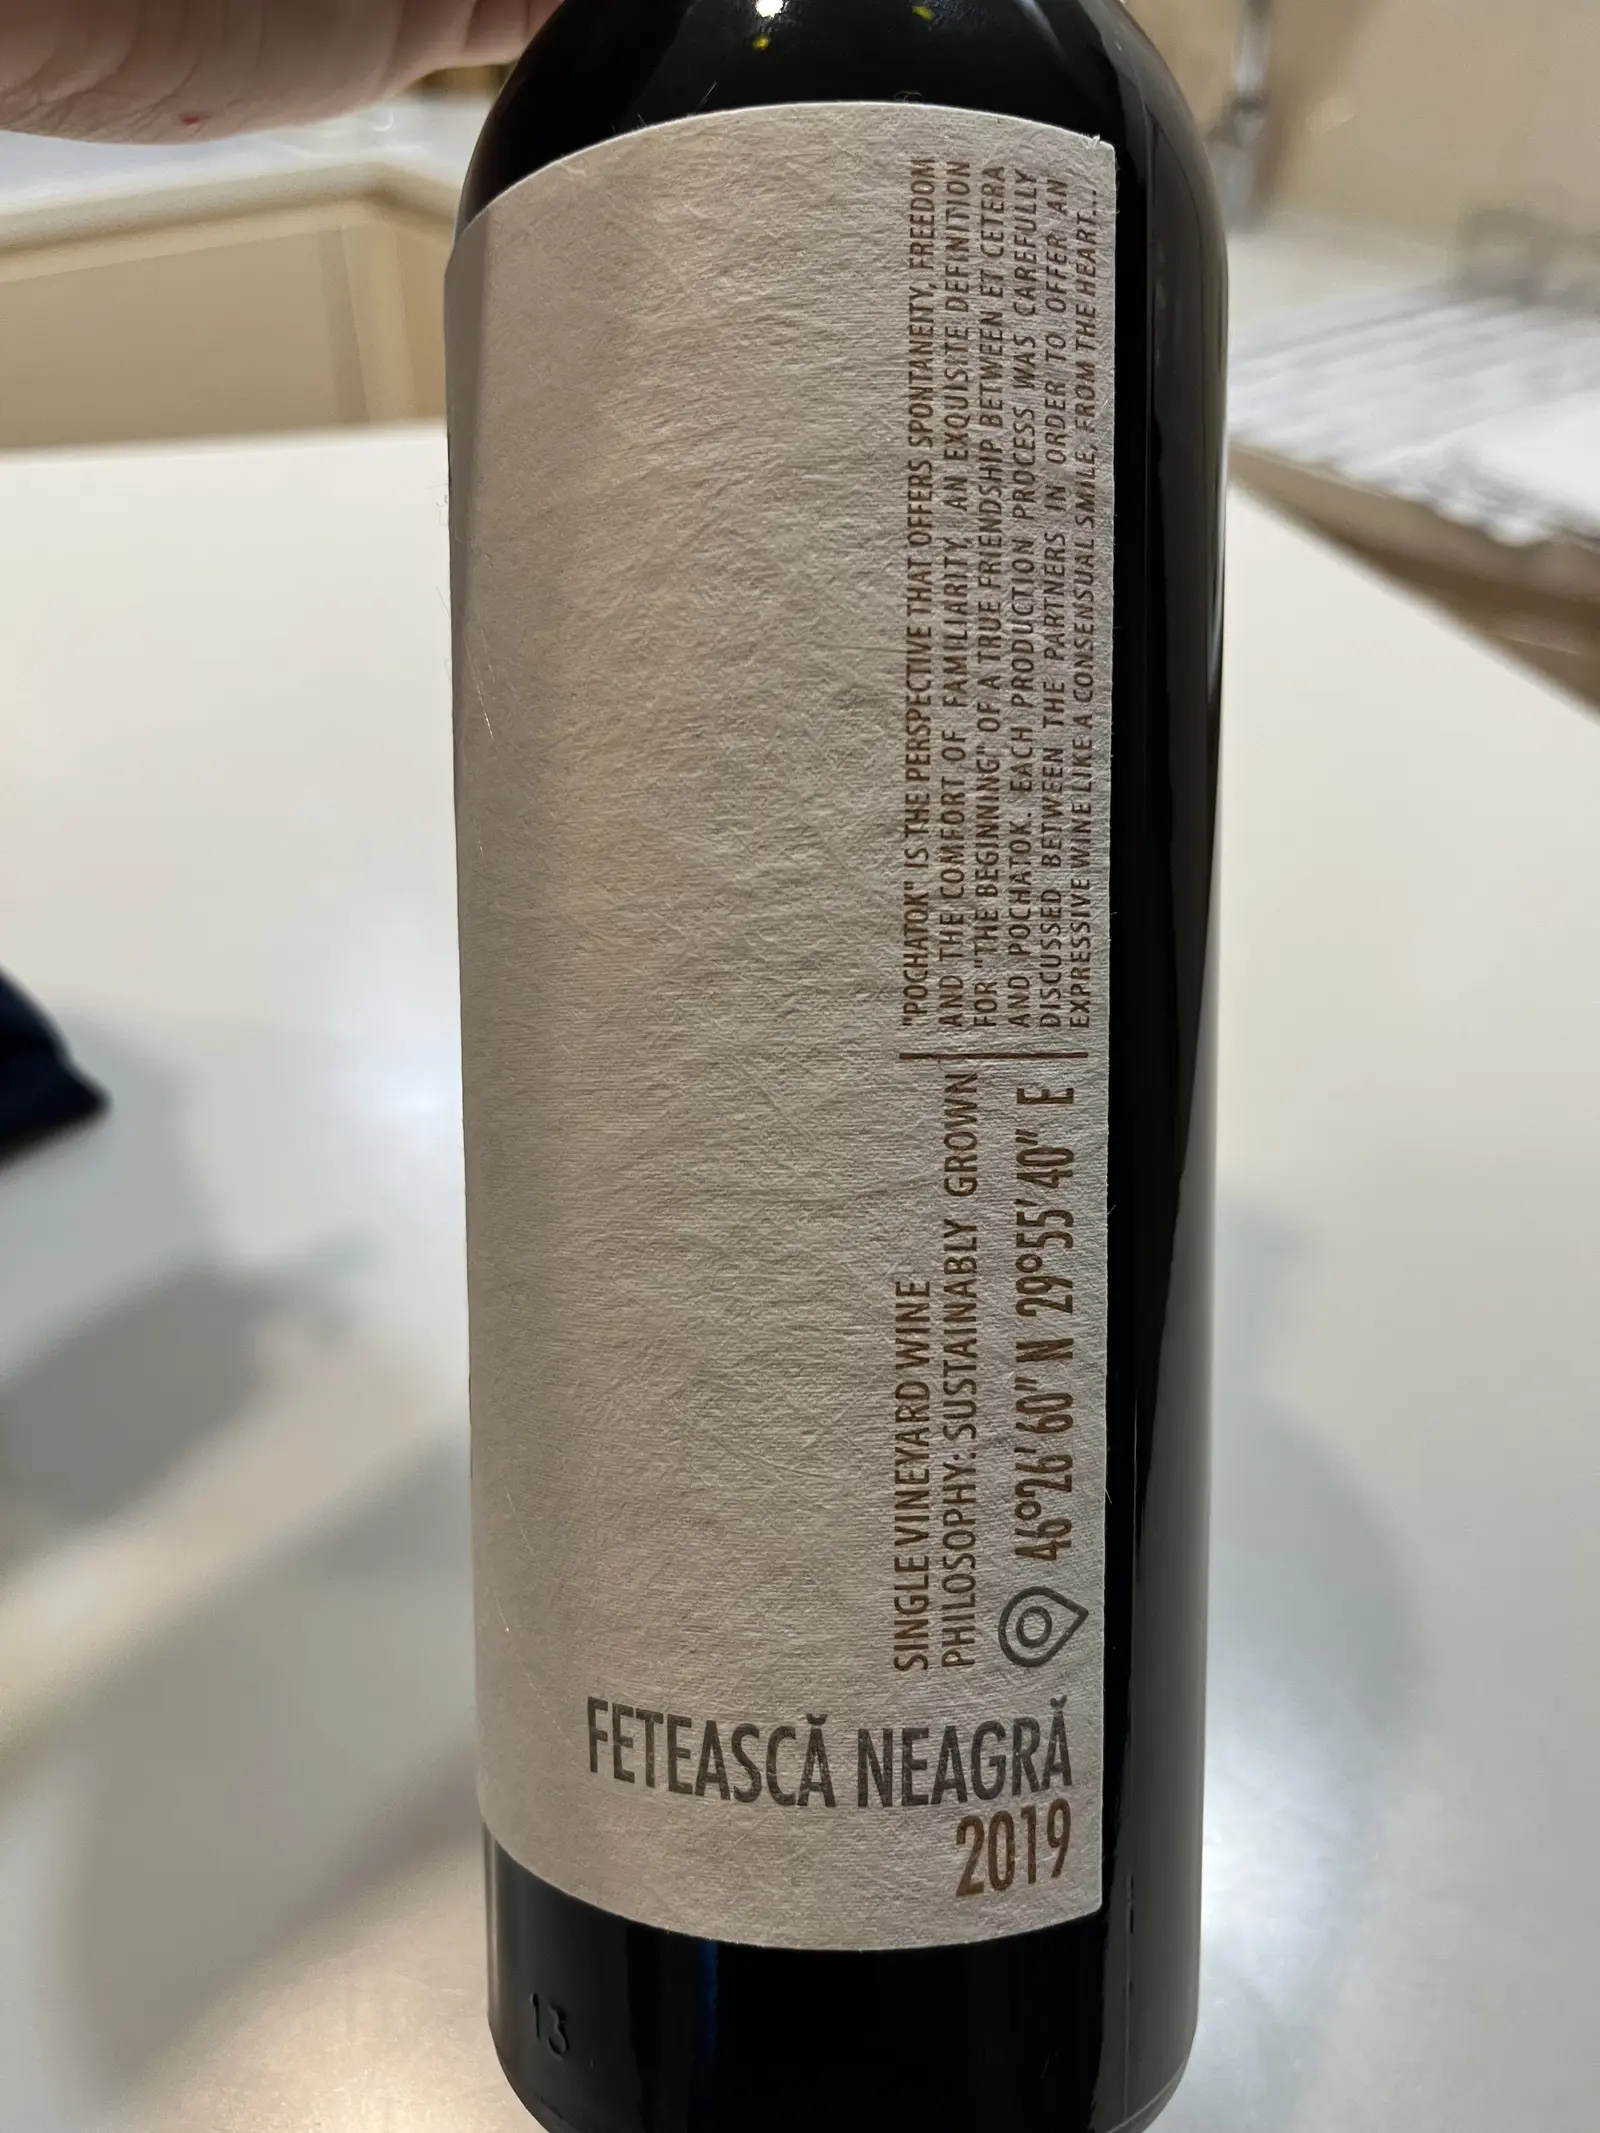 "POCHATOK" IS THE PERSPECTIVE THAT OFFERS SPONTANEITY, FREEDOM
AND THE COMFORT OF FAMILIARITY, AN EXQUISITE DEFINITION
FOR "THE BEGINNING" OF A TRUE FRIENDSHIP BETWEEN ET CETERA
AND POCHATOK. EACH PRODUCTION PROCESS WAS CAREFULLY
DISCUSSED BETWEEN THE PARTNERS IN ORDER TO OFFER AN
EXPRESSIVE WINE LIKE A CONSENSUAL SMILE, FROM THE HEART...
SINGLE VINEYARD WINE
PHILOSOPHY: SUSTAINABLY GROWN
46°26'60" N 29°55'40" E
FETEASCĂ NEAGRĂ
2019
13